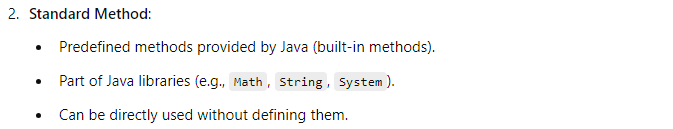 2. Standard Method:
• Predefined methods provided by Java (built-in methods).
• Part of Java libraries (e.g., Math, String, System).
• Can be directly used without defining them.